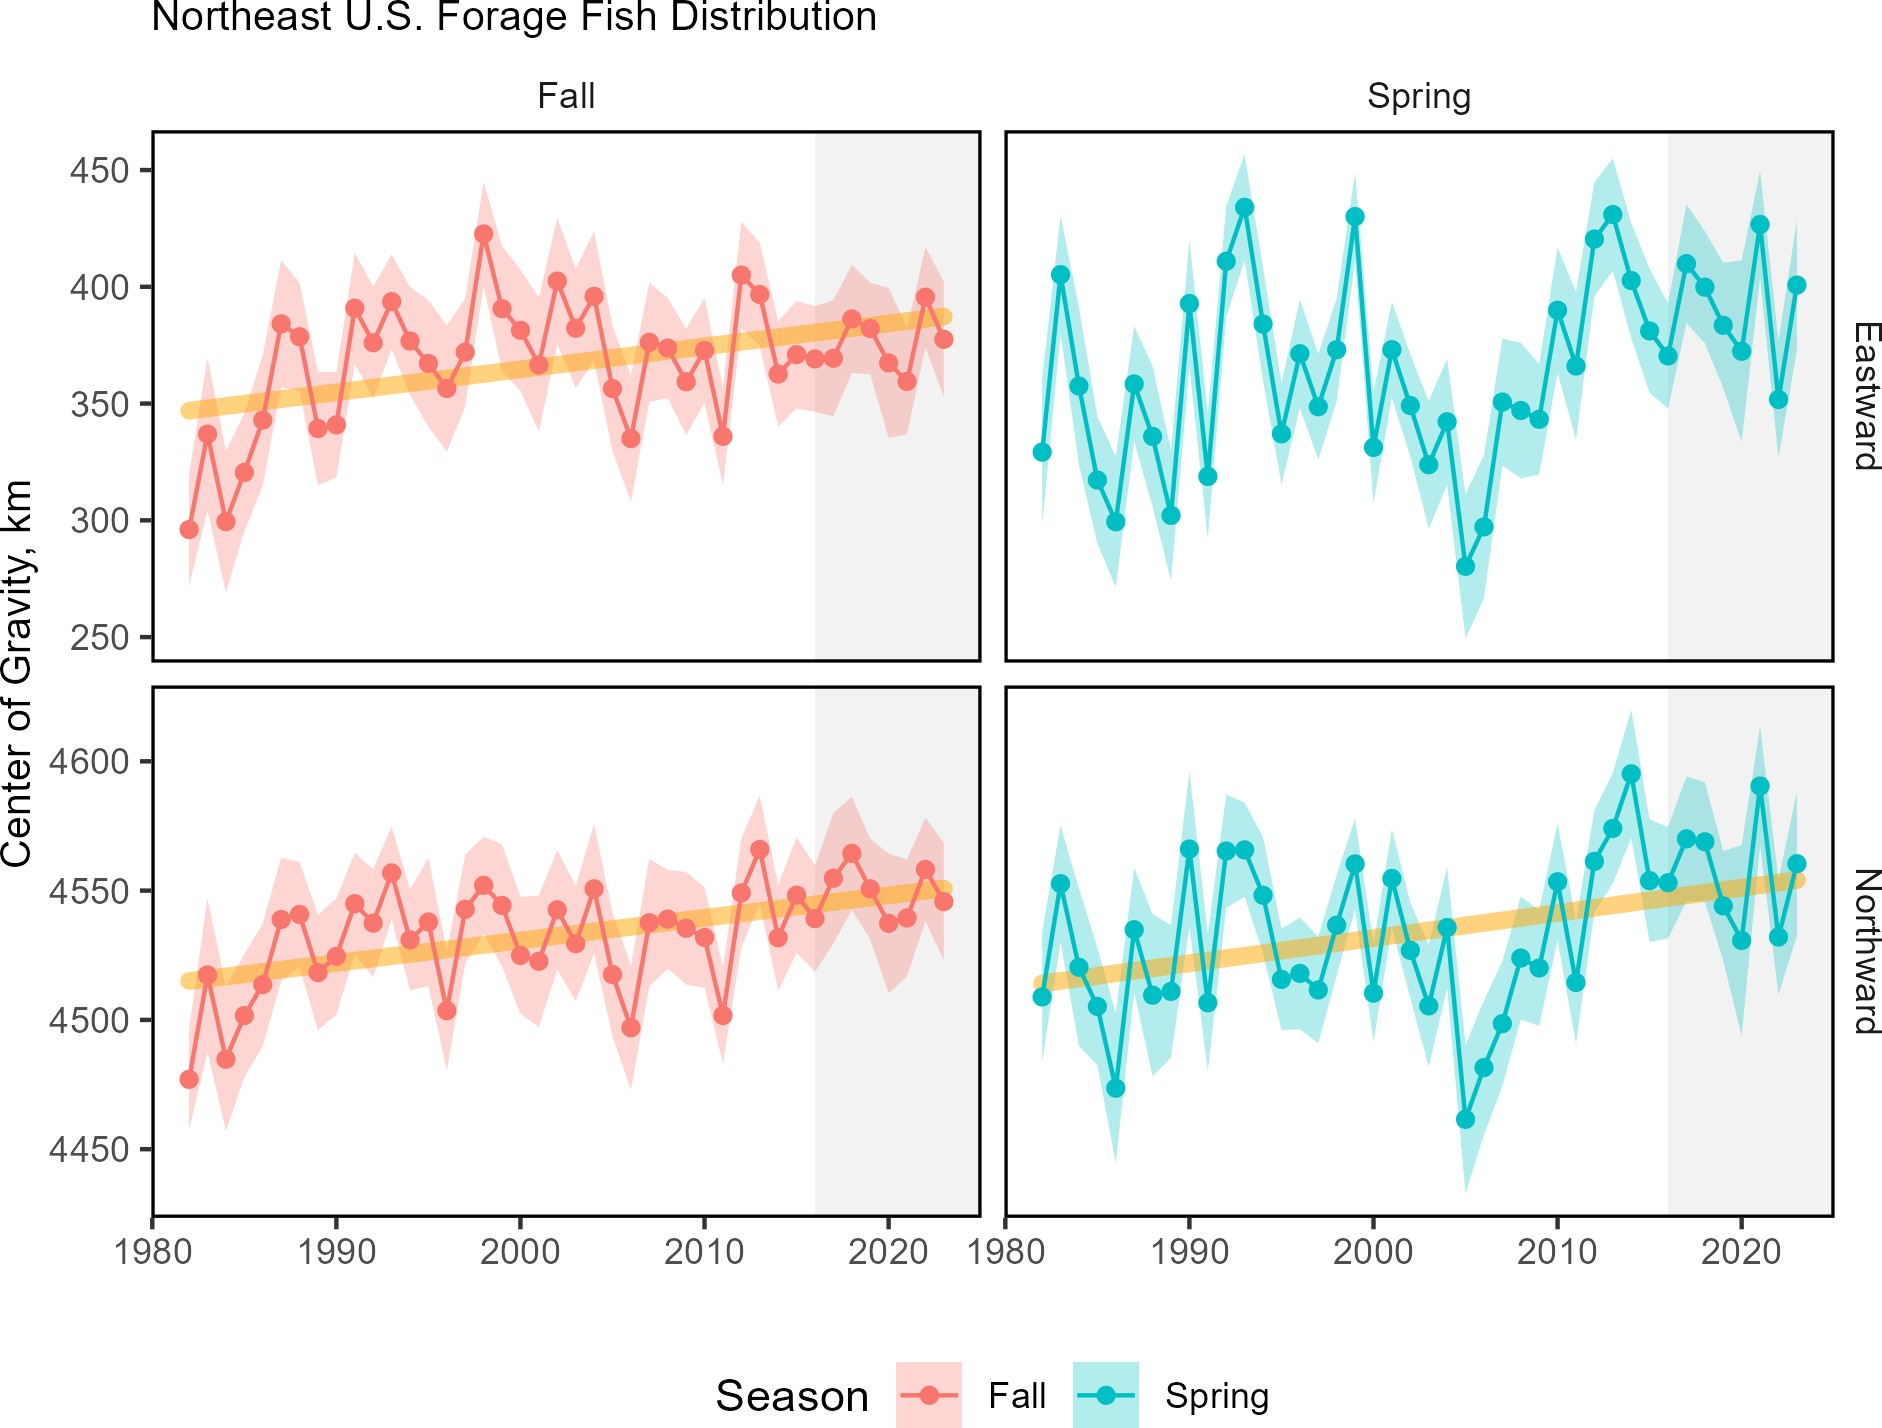 Northeast U.S. Forage Fish Distribution
Fall
Spring
Center of Gravity, km
450
400
350
300
250
Eastward
4600
4550
4500
4450
Northward
1980
1990
2000
2010
2020
1980
1990
2000
2010
2020
Season
Fall
Spring